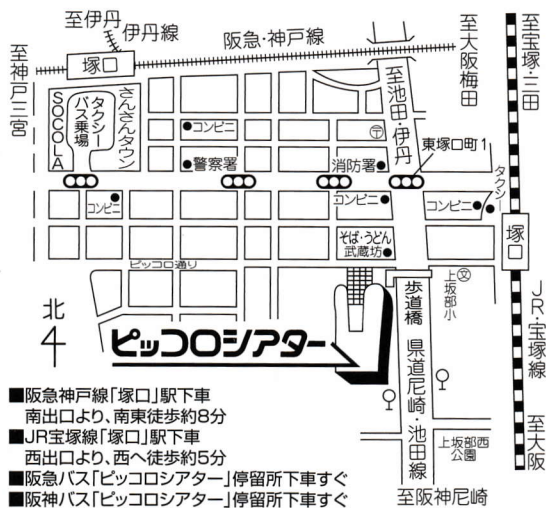 至伊丹
伊丹線
阪急・神戸線
至神戸三宮
塚口
至大阪梅田
至宝塚・三田
SOCOLA
タクシー
バス乗場
さんさんタウン
コンビニ
至池田・伊丹
〒
東塚口町1
警察署
消防署
コンビニ
コンビニ
コンビニ
タクシー
そば・うどん
武蔵坊
塚口
ピッコロ通り
文
上坂部小
北
歩道橋
県道尼崎・池田線
JR・宝塚線
ピッコロシアター
■阪急神戸線「塚口」駅下車
南出口より、南東徒歩約8分
■JR宝塚線「塚口」駅下車
西出口より、西へ徒歩約5分
■阪急バス「ピッコロシアター」停留所下車すぐ
■阪神バス「ピッコロシアター」停留所下車すぐ
上坂部西
公園
至大阪
至阪神尼崎